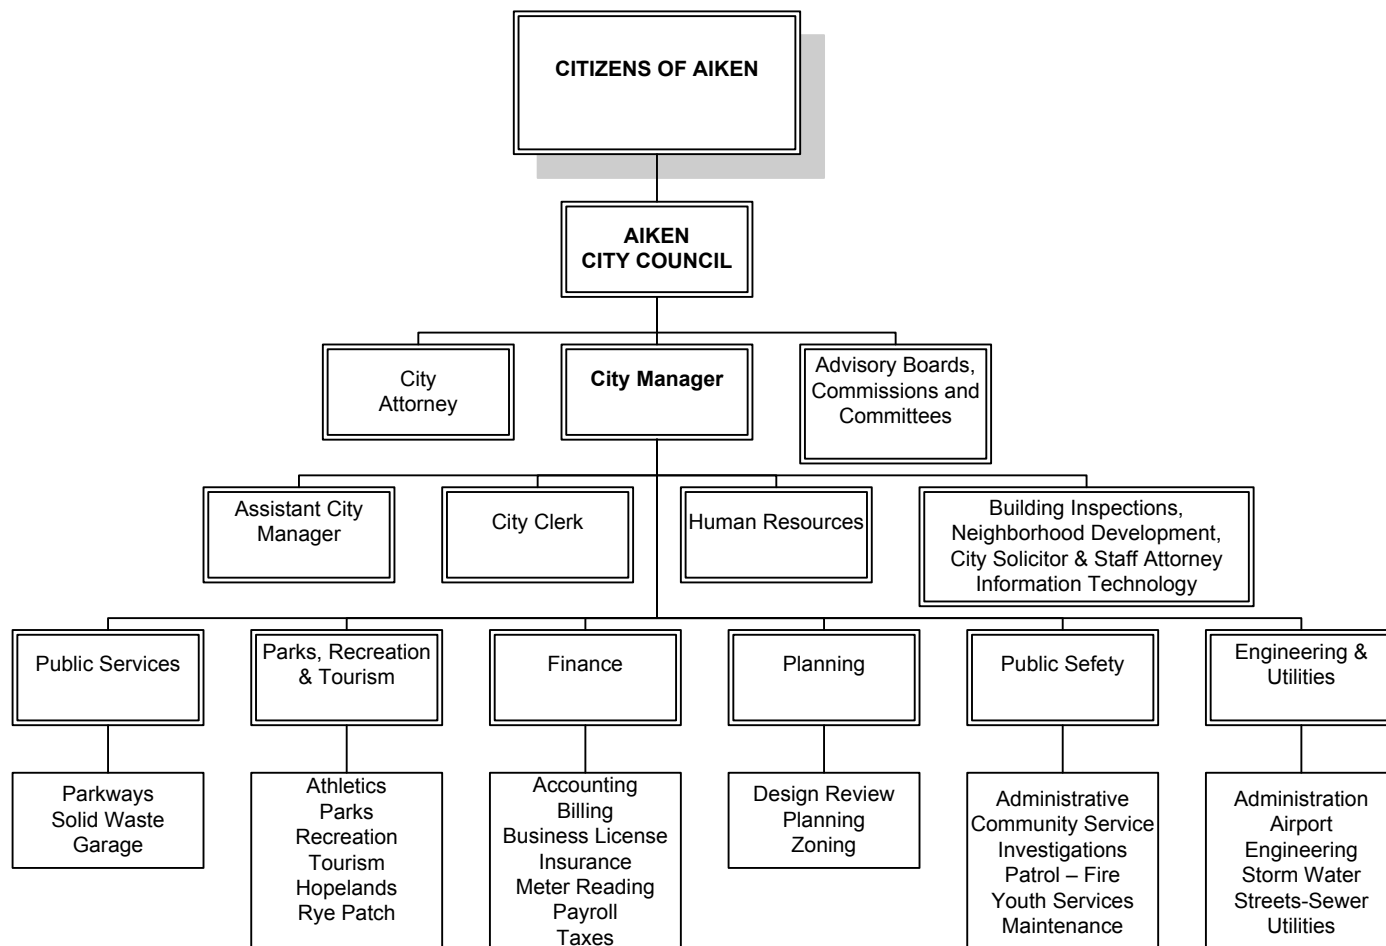 CITIZENS OF AIKEN
AIKEN
CITY COUNCIL
City
Attorney
City Manager
Advisory Boards,
Commissions and
Committees
Assistant City
Manager
City Clerk
Human Resources
Building Inspections,
Neighborhood Development,
City Solicitor & Staff Attorney
Information Technology
Public Services
Parks, Recreation
& Tourism
Finance
Planning
Public Sefety
Engineering &
Utilities
Parkways
Solid Waste
Garage
Athletics
Parks
Recreation
Tourism
Hopelands
Rye Patch
Accounting
Billing
Business License
Insurance
Meter Reading
Payroll
Taxes
Design Review
Planning
Zoning
Administrative
Community Service
Investigations
Patrol – Fire
Youth Services
Maintenance
Administration
Airport
Engineering
Storm Water
Streets-Sewer
Utilities